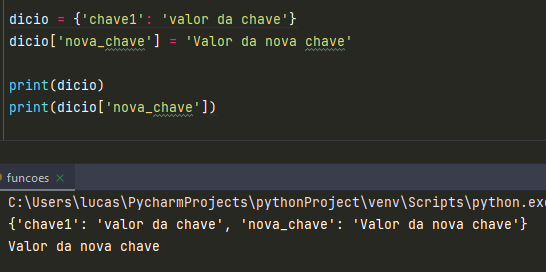 dicio = {'chave1': 'valor da chave'}
dicio['nova_chave'] = 'Valor da nova chave'
print(dicio)
print(dicio['nova_chave'])
funcoes ×
C:\Users\lucas\PycharmProjects\pythonProject\venv\Scripts\python.exe
{'chave1': 'valor da chave', 'nova_chave': 'Valor da nova chave'}
Valor da nova chave